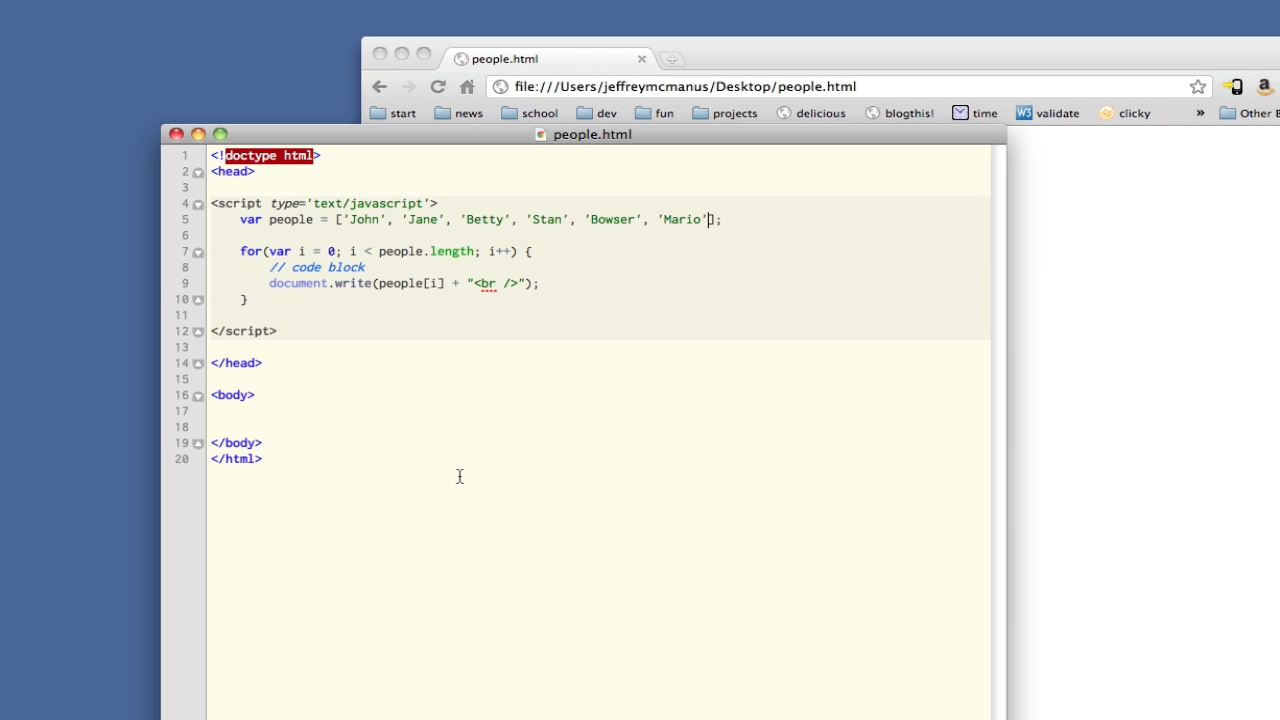 people.html
file:///Users/jeffreymcmanus/Desktop/people.html
start news school dev fun projects delicious blogthis! time W3 validate clicky » Other B
people.html
1 <!doctype html>
2 <head>
3
4 <script type='text/javascript'>
5 var people = ['John', 'Jane', 'Betty', 'Stan', 'Bowser', 'Mario'];
6
7 for(var i = 0; i < people.length; i++) {
8 // code block
9 document.write(people[i] + "<br />");
10 }
11
12 </script>
13
14 </head>
15
16 <body>
17
18
19 </body>
20 </html>